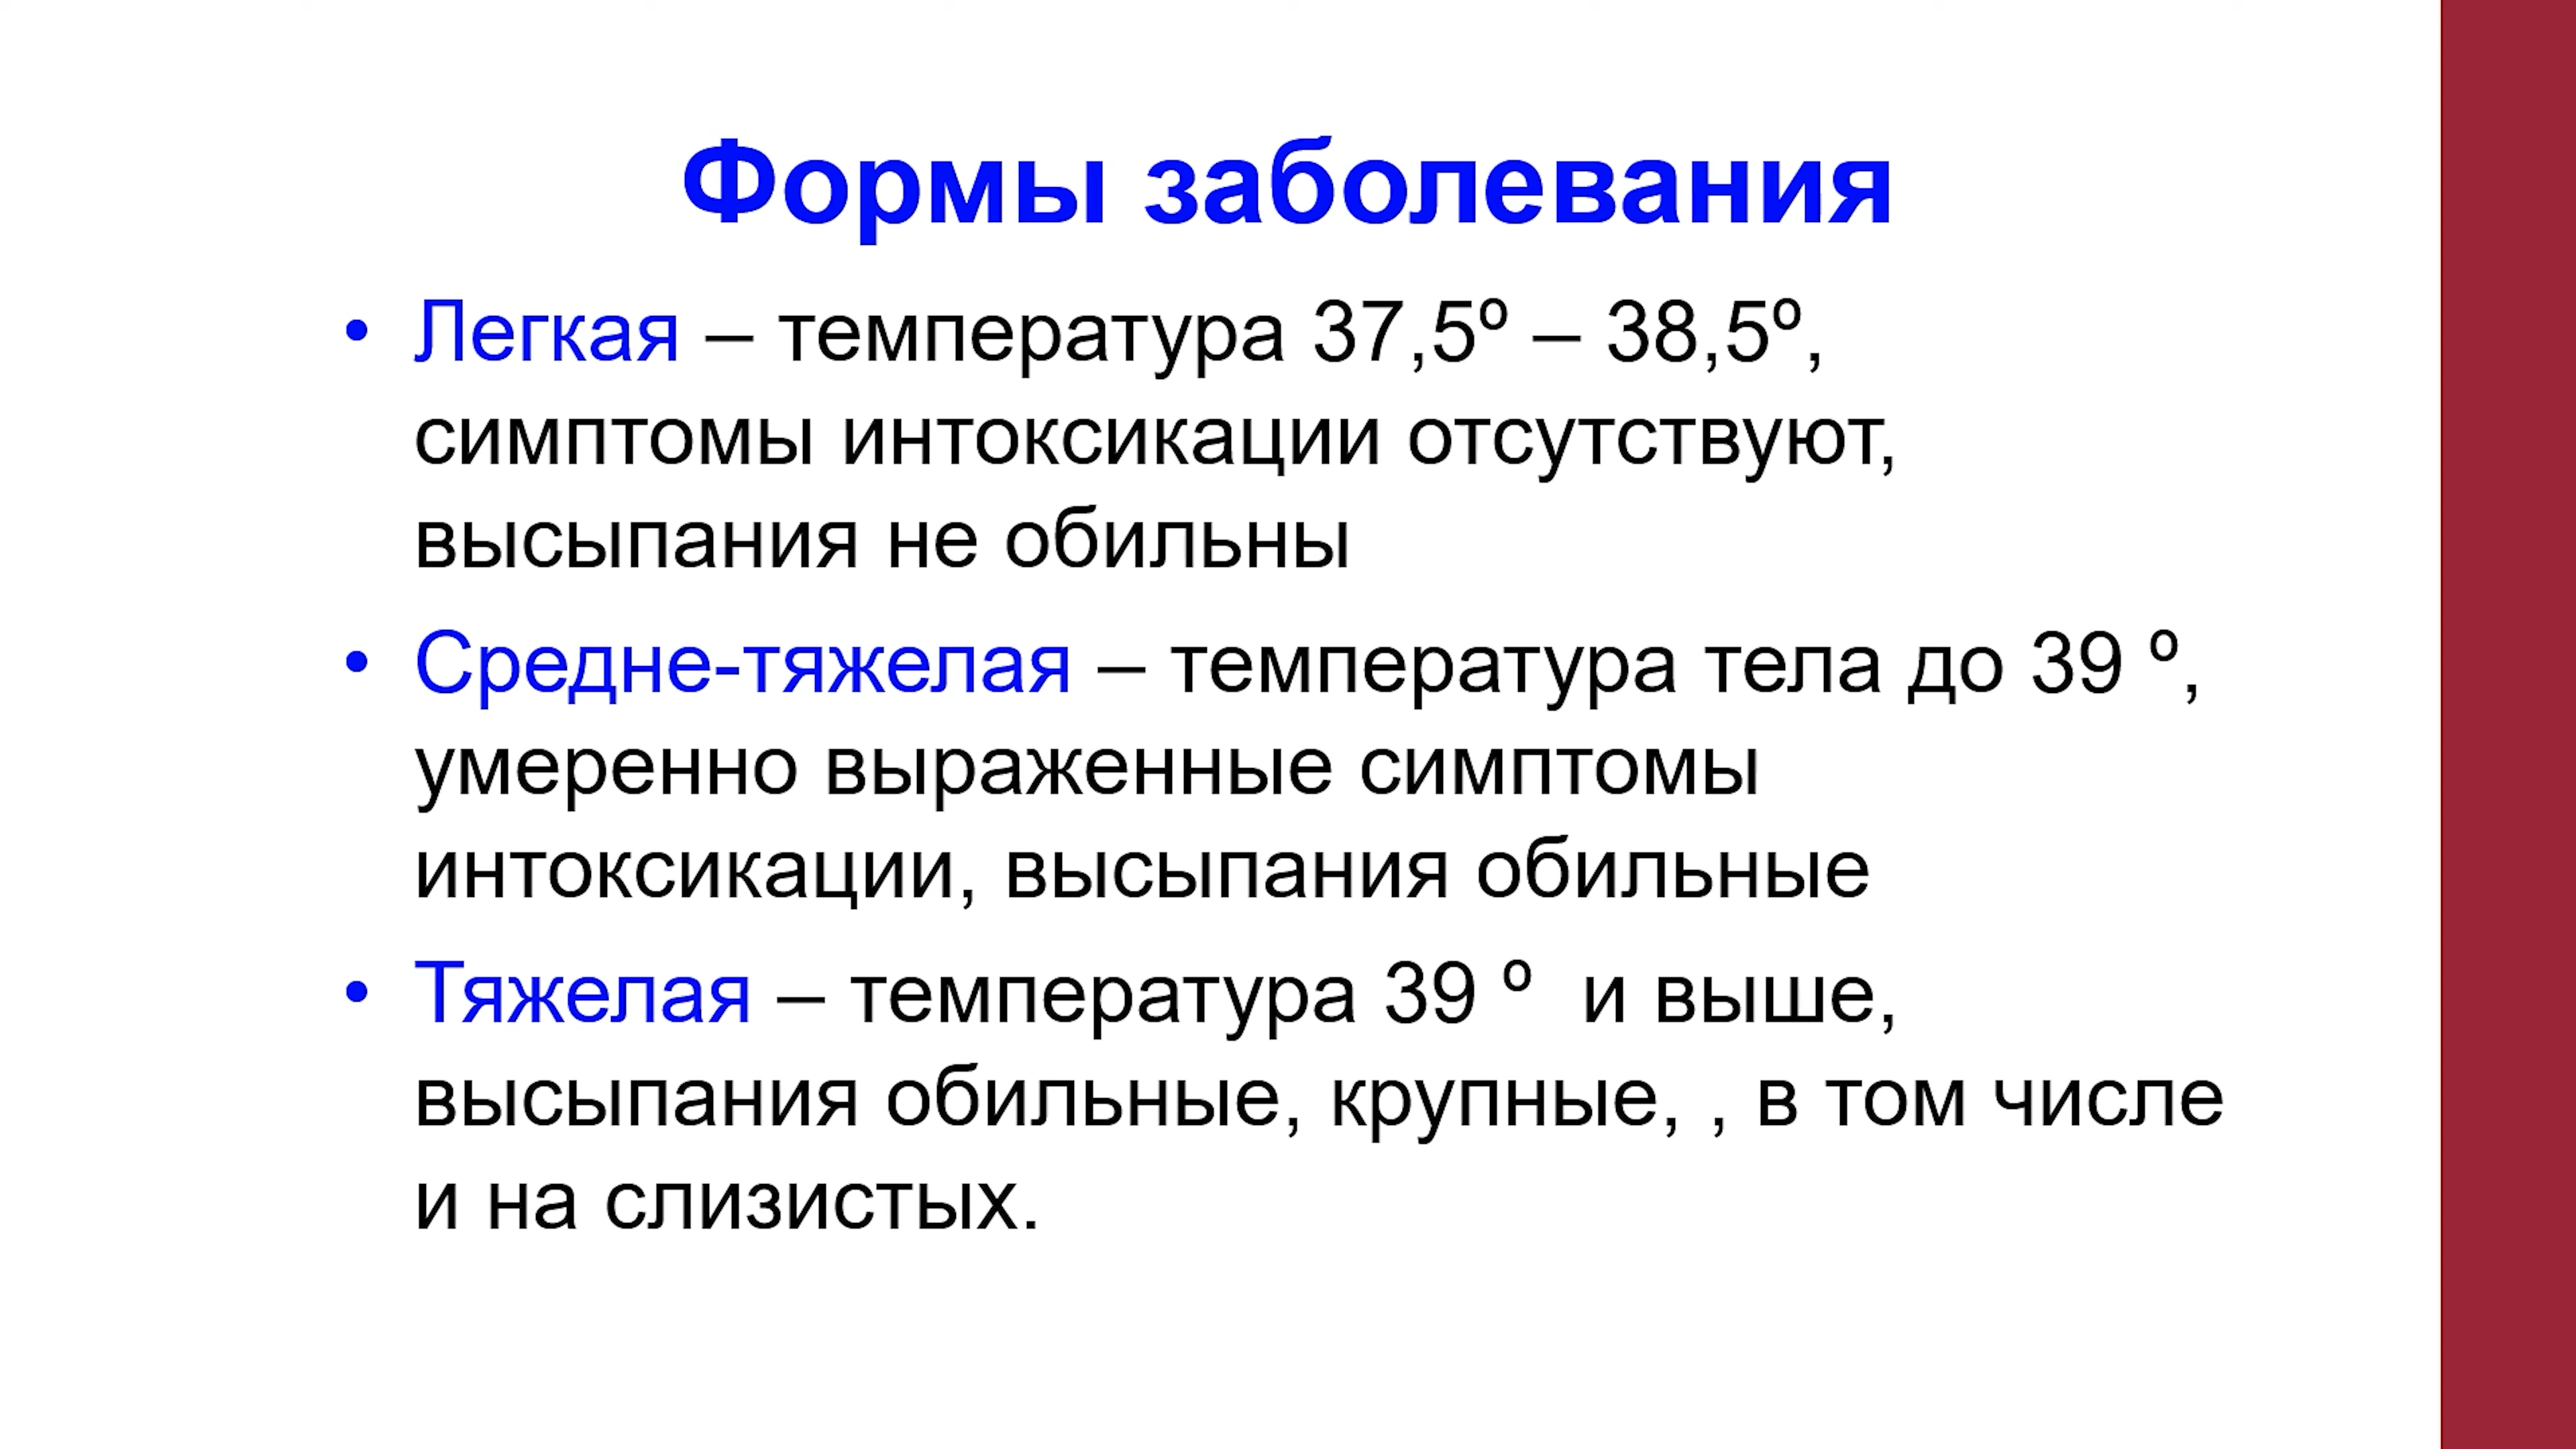 Формы заболевания
• Легкая – температура 37,5º – 38,5º,
симптомы интоксикации отсутствуют,
высыпания не обильны
• Средне-тяжелая – температура тела до 39 º,
умеренно выраженные симптомы
интоксикации, высыпания обильные
• Тяжелая – температура 39 º  и выше,
высыпания обильные, крупные, , в том числе
и на слизистых.